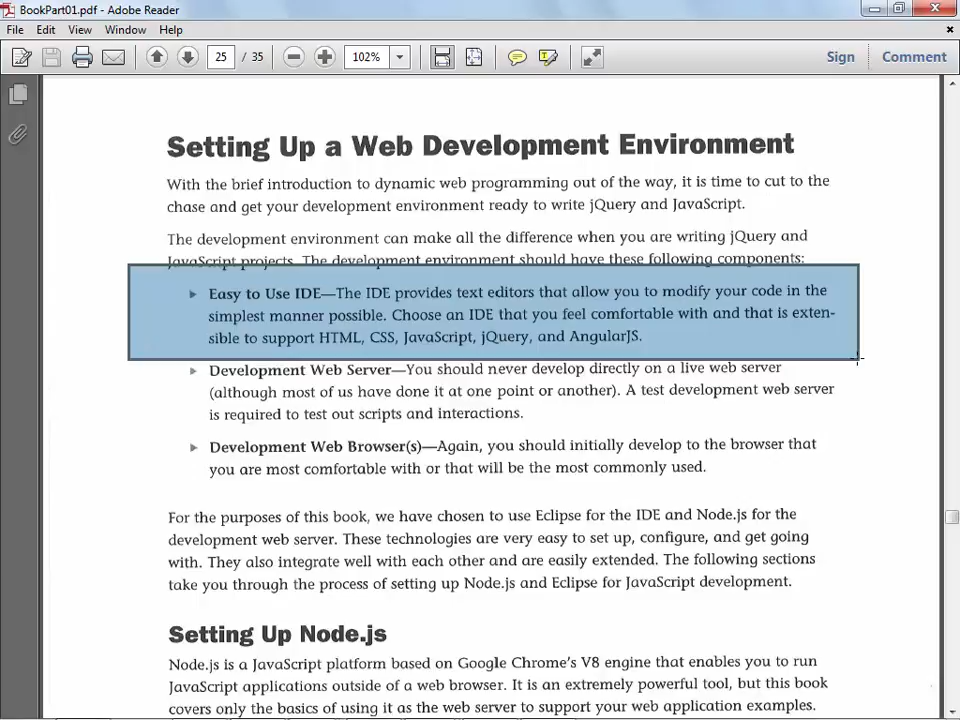 BookPart01.pdf - Adobe Reader
File Edit View Window Help
25 / 35 102% Sign Comment
Setting Up a Web Development Environment
With the brief introduction to dynamic web programming out of the way, it is time to cut to the
chase and get your development environment ready to write jQuery and JavaScript.
The development environment can make all the difference when you are writing jQuery and
JavaScript projects. The development environment should have these following components:
Easy to Use IDE—The IDE provides text editors that allow you to modify your code in the
simplest manner possible. Choose an IDE that you feel comfortable with and that is exten-
sible to support HTML, CSS, JavaScript, jQuery, and AngularJS.
Development Web Server—You should never develop directly on a live web server
(although most of us have done it at one point or another). A test development web server
is required to test out scripts and interactions.
Development Web Browser(s)—Again, you should initially develop to the browser that
you are most comfortable with or that will be the most commonly used.
For the purposes of this book, we have chosen to use Eclipse for the IDE and Node.js for the
development web server. These technologies are very easy to set up, configure, and get going
with. They also integrate well with each other and are easily extended. The following sections
take you through the process of setting up Node.js and Eclipse for JavaScript development.
Setting Up Node.js
Node.js is a JavaScript platform based on Google Chrome's V8 engine that enables you to run
JavaScript applications outside of a web browser. It is an extremely powerful tool, but this book
covers only the basics of using it as the web server to support your web application examples.